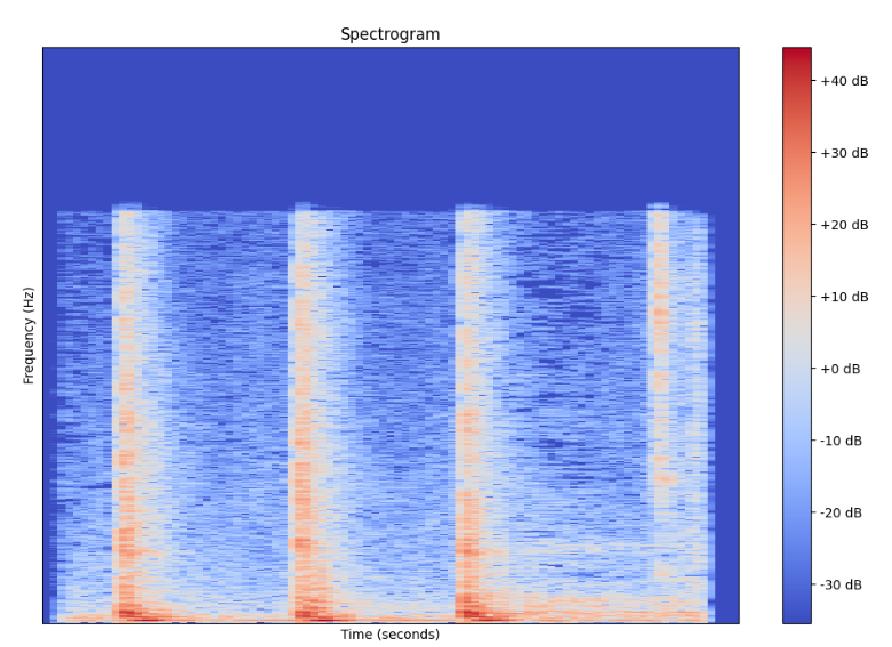 Spectrogram
Frequency (Hz)
Time (seconds)
+40 dB
+30 dB
+20 dB
+10 dB
+0 dB
-10 dB
-20 dB
-30 dB